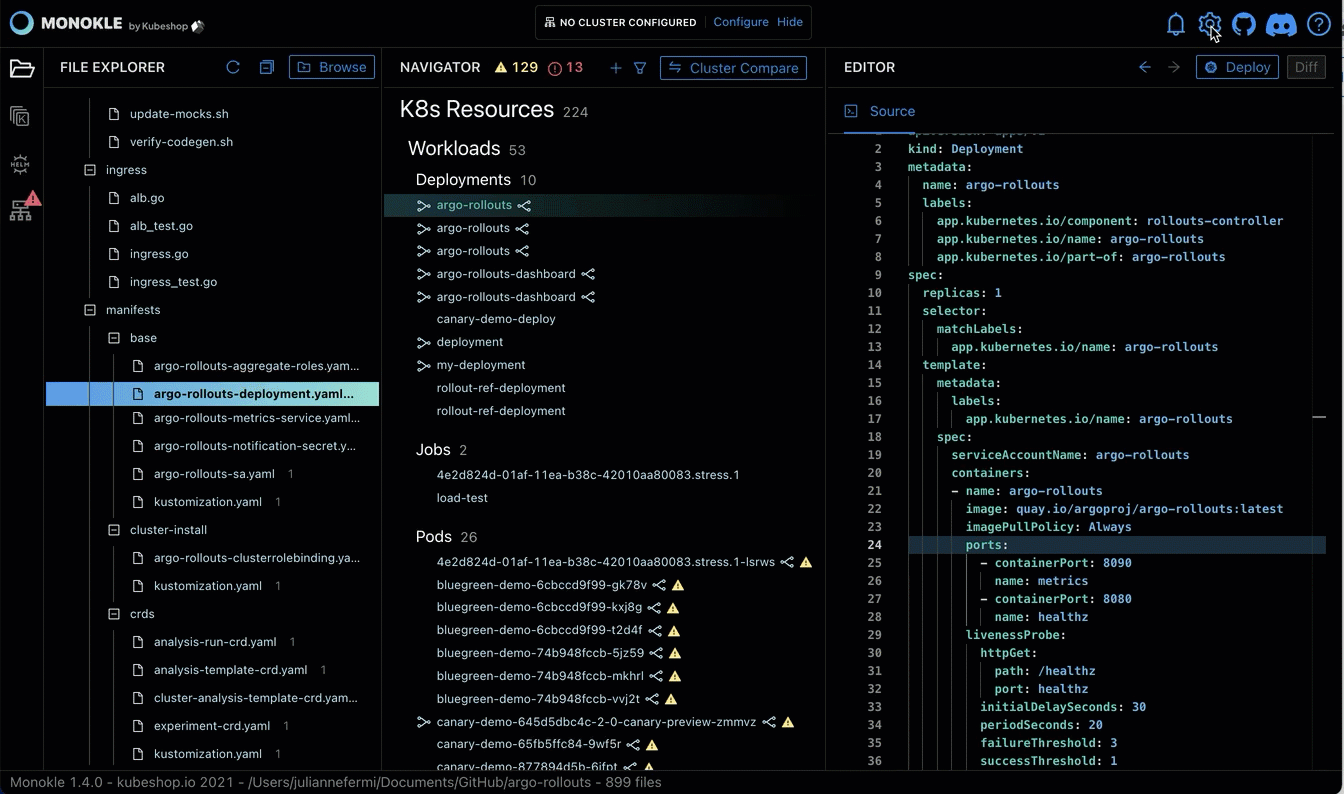 MONOKLE by Kubeshop
NO CLUSTER CONFIGURED Configure Hide
FILE EXPLORER
Browse
update-mocks.sh
verify-codegen.sh
ingress
alb.go
alb_test.go
ingress.go
ingress_test.go
manifests
base
argo-rollouts-aggregate-roles.yam...
argo-rollouts-deployment.yaml...
argo-rollouts-metrics-service.yaml...
argo-rollouts-notification-secret.y...
argo-rollouts-sa.yaml 1
kustomization.yaml 1
cluster-install
argo-rollouts-clusterrolebinding.ya...
kustomization.yaml 1
crds
analysis-run-crd.yaml 1
analysis-template-crd.yaml 1
cluster-analysis-template-crd.yam...
experiment-crd.yaml 1
kustomization.yaml 1
HELM
NAVIGATOR 129 13
Cluster Compare
K8s Resources 224
Workloads 53
Deployments 10
argo-rollouts
argo-rollouts
argo-rollouts
argo-rollouts-dashboard
argo-rollouts-dashboard
canary-demo-deploy
deployment
my-deployment
rollout-ref-deployment
rollout-ref-deployment
Jobs 2
4e2d824d-01af-11ea-b38c-42010aa80083.stress.1
load-test
Pods 26
4e2d824d-01af-11ea-b38c-42010aa80083.stress.1-lsrws
bluegreen-demo-6cbccd9f99-gk78v
bluegreen-demo-6cbccd9f99-kxj8g
bluegreen-demo-6cbccd9f99-t2d4f
bluegreen-demo-74b948fccb-5jz59
bluegreen-demo-74b948fccb-mkhrl
bluegreen-demo-74b948fccb-vvj2t
canary-demo-645d5dbc4c-2-0-canary-preview-zmmvz
canary-demo-65fb5ffc84-9wf5r
canary-demo-877894d5b-6jfpt
EDITOR
Deploy
Diff
Source
2 kind: Deployment
3 metadata:
4 name: argo-rollouts
5 labels:
6 app.kubernetes.io/component: rollouts-controller
7 app.kubernetes.io/name: argo-rollouts
8 app.kubernetes.io/part-of: argo-rollouts
9 spec:
10 replicas: 1
11 selector:
12 matchLabels:
13 app.kubernetes.io/name: argo-rollouts
14 template:
15 metadata:
16 labels:
17 app.kubernetes.io/name: argo-rollouts
18 spec:
19 serviceAccountName: argo-rollouts
20 containers:
21 - name: argo-rollouts
22 image: quay.io/argoproj/argo-rollouts:latest
23 imagePullPolicy: Always
24 ports:
25 - containerPort: 8090
26 name: metrics
27 - containerPort: 8080
28 name: healthz
29 livenessProbe:
30 httpGet:
31 path: /healthz
32 port: healthz
33 initialDelaySeconds: 30
34 periodSeconds: 20
35 failureThreshold: 3
36 successThreshold: 1
Monokle 1.4.0 - kubeshop.io 2021 - /Users/juliannefermi/Documents/GitHub/argo-rollouts - 899 files